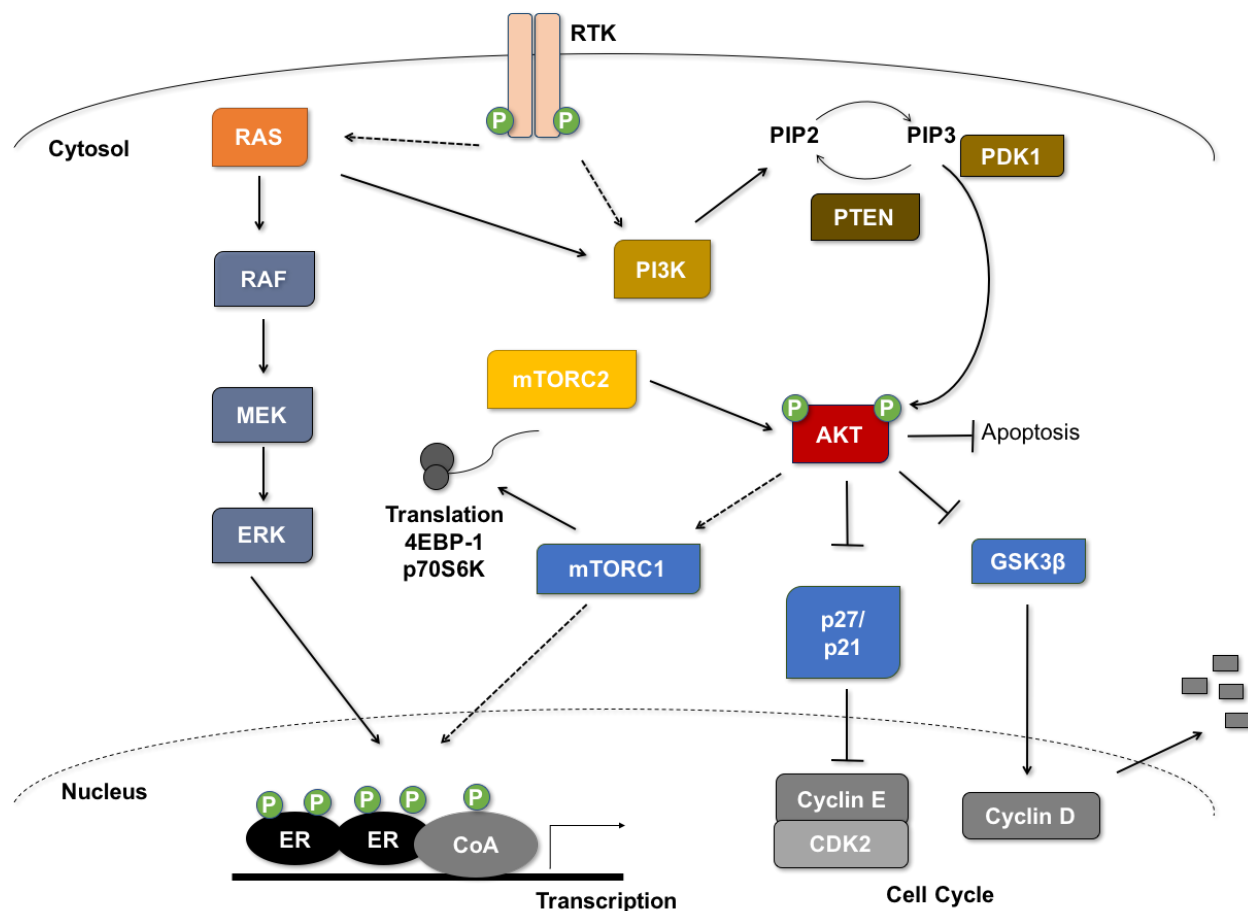 RTK
P
P
RAS
Cytosol
PIP2
PIP3
PDK1
PTEN
PI3K
RAF
mTORC2
MEK
P
P
AKT
Apoptosis
Translation
4EBP-1
p70S6K
ERK
mTORC1
GSK3β
p27/
p21
Nucleus
P
P
P
P
P
ER
ER
CoA
Cyclin E
CDK2
Cyclin D
Transcription
Cell Cycle